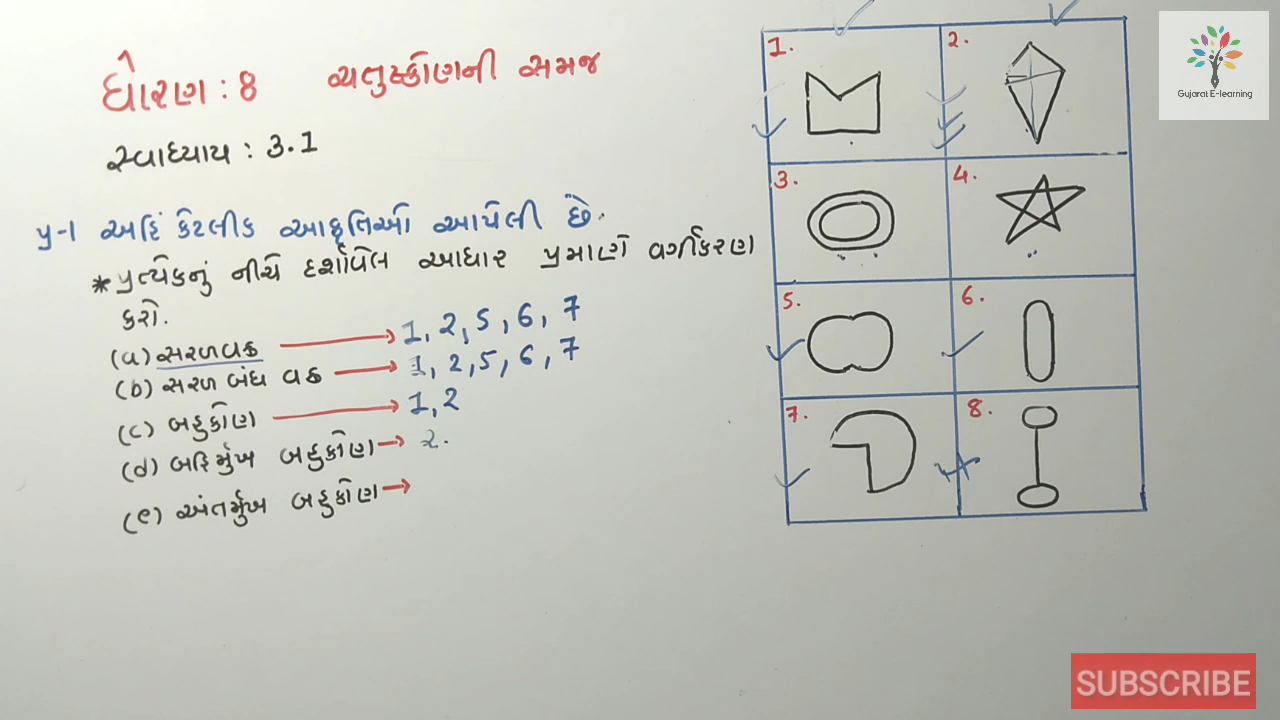 ધોરણ : 8 ચતુષ્કોણની સમજ
સ્વાધ્યાય : 3.1
પ્ર-1 અહિં કેટલીક આકૃતિઓ આપેલી છે.
* પ્રત્યેકનું નીચે દર્શાવેલ આધાર પ્રમાણે વર્ગીકરણ
કરો.
(a) સરળવક્ર → 1, 2, 5, 6, 7
(b) સરળ બંધ વક્ર → 1, 2, 5, 6, 7
(c) બહુકોણ → 1, 2
(d) બહિર્મુખ બહુકોણ → 2.
(e) અંતર્મુખ બહુકોણ →
1. 2.
3. 4.
5. 6.
7. 8.
Gujarat E-learning
SUBSCRIBE